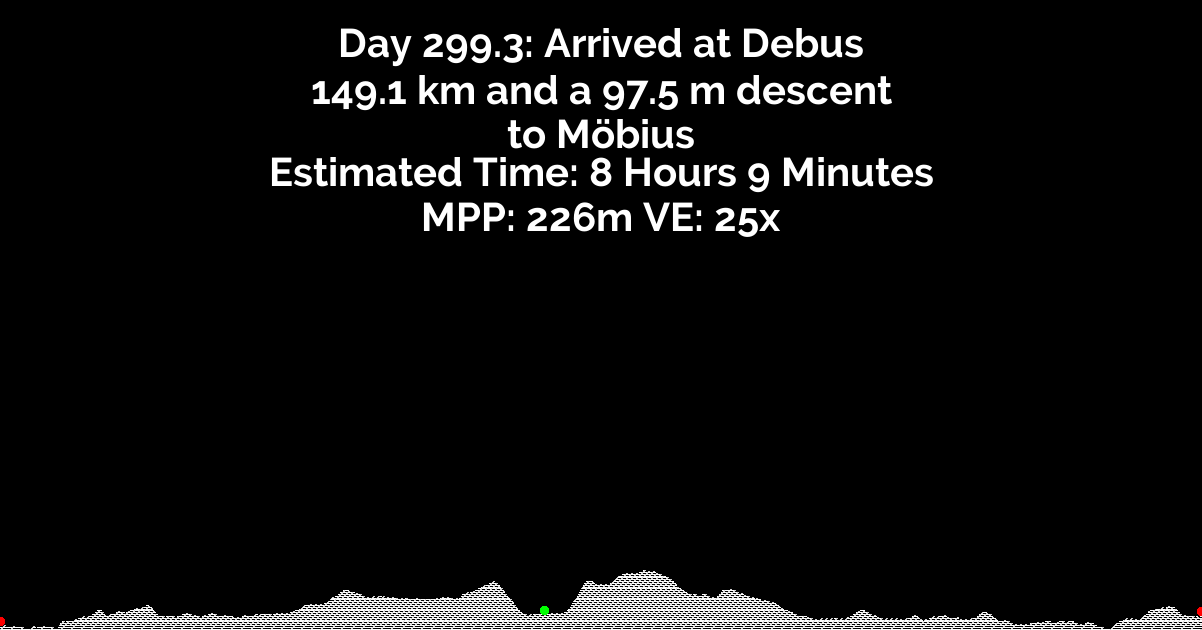 Day 299.3: Arrived at Debus
149.1 km and a 97.5 m descent
to Möbius
Estimated Time: 8 Hours 9 Minutes
MPP: 226m VE: 25x